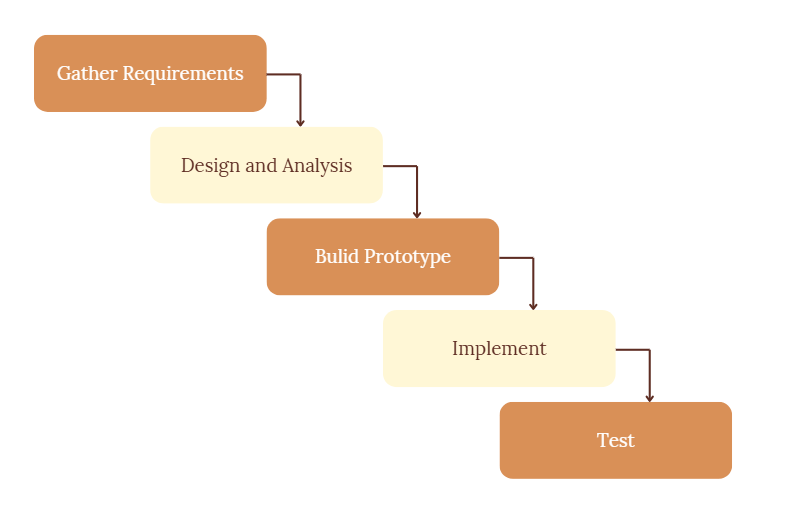 Gather Requirements
Design and Analysis
Bulid Prototype
Implement
Test